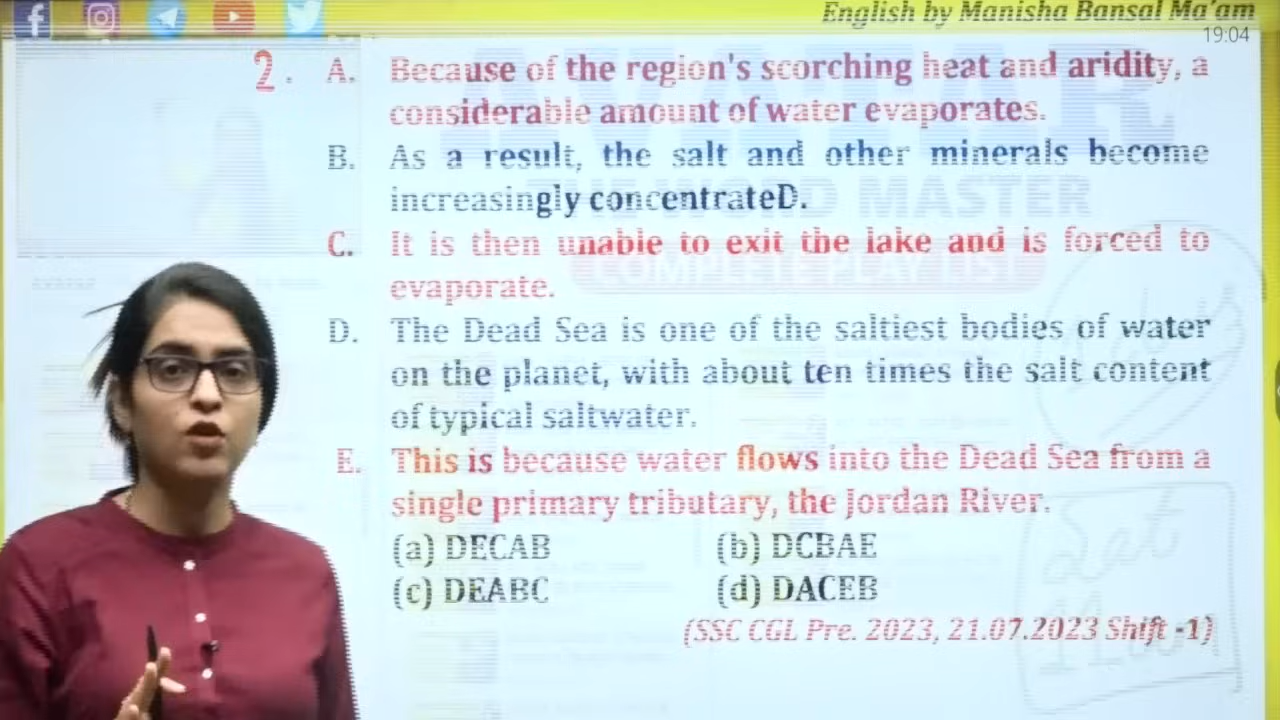 English by Manisha Bansal Ma'am
19:04
2. A. Because of the region's scorching heat and aridity, a
considerable amount of water evaporates.
B. As a result, the salt and other minerals become
increasingly concentrateD.
C. It is then unable to exit the lake and is forced to
evaporate.
D. The Dead Sea is one of the saltiest bodies of water
on the planet, with about ten times the salt content
of typical saltwater.
E. This is because water flows into the Dead Sea from a
single primary tributary, the Jordan River.
(a) DECAB (b) DCBAE
(c) DEABC (d) DACEB
(SSC CGL Pre. 2023, 21.07.2023 Shift -1)
AVATAR
MASTER
COMPLETE PLAYLIST
Sat